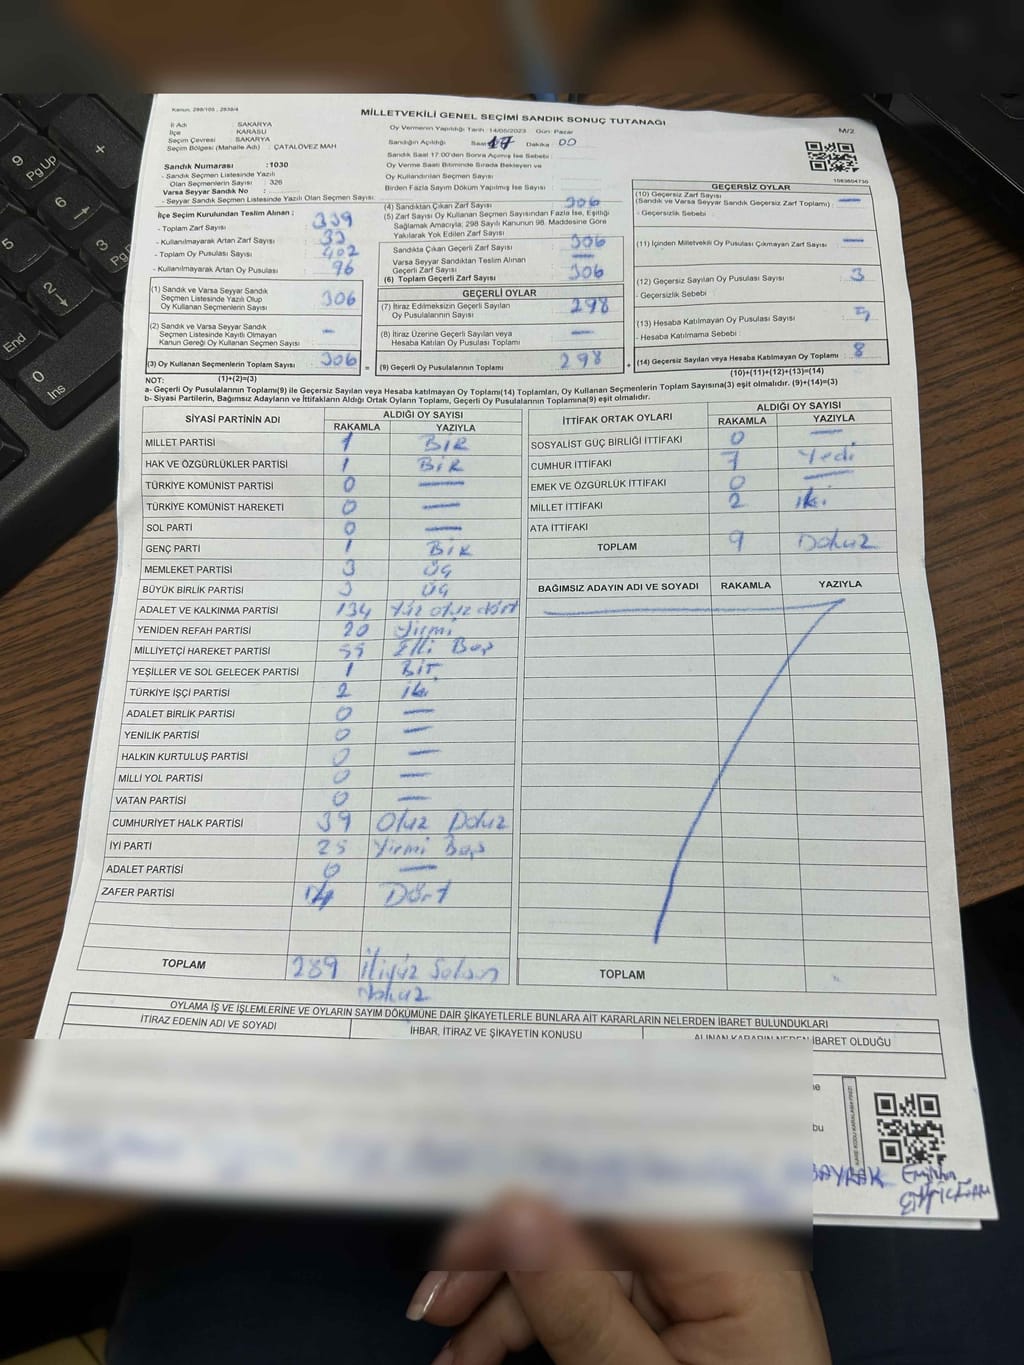 Kanun: 298/105 , 2839/4
MİLLETVEKİLİ GENEL SEÇİMİ SANDIK SONUÇ TUTANAĞI
M/2
İl Adı SAKARYA
İlçe KARASU
Seçim Çevresi SAKARYA
Seçim Bölgesi (Mahalle Adı) : ÇATALÖVEZ MAH
Oy Vermenin Yapıldığı Tarih :14/05/2023 Gün: Pazar
Sandığın Açıldığı Saat 17 Dakika : 00
Sandık Saat 17:00'den Sonra Açılmış İse Sebebi :
Oy Verme Saati Bitiminde Sırada Bekleyen ve
Oy Kullandırılan Seçmen Sayısı
Birden Fazla Sayım Döküm Yapılmış İse Sayısı :
Sandık Numarası :1030
- Sandık Seçmen Listesinde Yazılı
Olan Seçmenlerin Sayısı : 326
Varsa Seyyar Sandık No :
- Seyyar Sandık Seçmen Listesinde Yazılı Olan Seçmen Sayısı:
İlçe Seçim Kurulundan Teslim Alınan ;
- Toplam Zarf Sayısı : 339
- Kullanılmayarak Artan Zarf Sayısı : 33
- Toplam Oy Pusulası Sayısı : 402
- Kullanılmayarak Artan Oy Pusulası : 96
(1) Sandık ve Varsa Seyyar Sandık
Seçmen Listesinde Yazılı Olup
Oy Kullanan Seçmenlerin Sayısı 306
(2) Sandık ve Varsa Seyyar Sandık
Seçmen Listesinde Kayıtlı Olmayan
Kanun Gereği Oy Kullanan Seçmenlerin Sayısı : -
(3) Oy Kullanan Seçmenlerin Toplam Sayısı : 306
(1)+(2)=(3)
(4) Sandıktan Çıkan Zarf Sayısı : 306
(5) Zarf Sayısı Oy Kullanan Seçmen Sayısından Fazla İse, Eşitliği
Sağlamak Amacıyla; 298 Sayılı Kanunun 98. Maddesine Göre
Yakılarak Yok Edilen Zarf Sayısı :
Sandıkta Çıkan Geçerli Zarf Sayısı 306
Varsa Seyyar Sandıktan Teslim Alınan
Geçerli Zarf Sayısı
(6) Toplam Geçerli Zarf Sayısı 306
GEÇERLİ OYLAR
(7) İtiraz Edilmeksizin Geçerli Sayılan
Oy Pusulalarının Sayısı : 298
(8) İtiraz Üzerine Geçerli Sayılan veya
Hesaba Katılan Oy Pusulaları Toplamı : -
= (9) Geçerli Oy Pusulalarının Toplamı : 298
GEÇERSİZ OYLAR
(10) Geçersiz Zarf Sayısı
(Sandık ve Varsa Seyyar Sandık Geçersiz Zarf Toplamı) : -
- Geçersizlik Sebebi :
(11) İçinden Milletvekili Oy Pusulası Çıkmayan Zarf Sayısı : -
(12) Geçersiz Sayılan Oy Pusulası Sayısı : 3
- Geçersizlik Sebebi :
(13) Hesaba Katılmayan Oy Pusulası Sayısı :
- Hesaba Katılmama Sebebi :
+ (14) Geçersiz Sayılan veya Hesaba Katılmayan Oy Toplamı : 8
(10)+(11)+(12)+(13)=(14)
NOT:
a- Geçerli Oy Pusulalarının Toplamı(9) ile Geçersiz Sayılan veya Hesaba katılmayan Oy Toplamı(14) Toplamları, Oy Kullanan Seçmenlerin Toplam Sayısına(3) eşit olmalıdır. (9)+(14)=(3)
b- Siyasi Partilerin, Bağımsız Adayların ve İttifakların Aldığı Ortak Oyların Toplamı, Geçerli Oy Pusulalarının Toplamına(9) eşit olmalıdır.
SİYASİ PARTİNİN ADI ALDIĞI OY SAYISI
RAKAMLA YAZIYLA
MİLLET PARTİSİ 1 BİR
HAK VE ÖZGÜRLÜKLER PARTİSİ 1 BİR
TÜRKİYE KOMÜNİST PARTİSİ 0 -
TÜRKİYE KOMÜNİST HAREKETİ 0 -
SOL PARTİ 0 -
GENÇ PARTİ 1 BİR
MEMLEKET PARTİSİ 3 ÜÇ
BÜYÜK BİRLİK PARTİSİ 3 ÜÇ
ADALET VE KALKINMA PARTİSİ 134 Yüz otuz dört
YENİDEN REFAH PARTİSİ 20 Yirmi
MİLLİYETÇİ HAREKET PARTİSİ 55 Elli Beş
YEŞİLLER VE SOL GELECEK PARTİSİ 1 BİR
TÜRKİYE İŞÇİ PARTİSİ 2 iki
ADALET BİRLİK PARTİSİ 0 -
YENİLİK PARTİSİ 0 -
HALKIN KURTULUŞ PARTİSİ 0 -
MİLLİ YOL PARTİSİ 0 -
VATAN PARTİSİ 0 -
CUMHURİYET HALK PARTİSİ 39 Otuz Dokuz
İYİ PARTİ 25 Yirmi Beş
ADALET PARTİSİ 0 -
ZAFER PARTİSİ 4 Dört
TOPLAM 289 İkiyüz Seksen
Dokuz
İTTİFAK ORTAK OYLARI ALDIĞI OY SAYISI
RAKAMLA YAZIYLA
SOSYALİST GÜÇ BİRLİĞİ İTTİFAKI 0 -
CUMHUR İTTİFAKI 7 Yedi
EMEK VE ÖZGÜRLÜK İTTİFAKI 0 -
MİLLET İTTİFAKI 2 iki
ATA İTTİFAKI
TOPLAM 9 Dokuz
BAĞIMSIZ ADAYIN ADI VE SOYADI RAKAMLA YAZIYLA
TOPLAM
OYLAMA İŞ VE İŞLEMLERİNE VE OYLARIN SAYIM DÖKÜMÜNE DAİR ŞİKAYETLERLE BUNLARA AİT KARARLARIN NELERDEN İBARET BULUNDUKLARI
İTİRAZ EDENİN ADI VE SOYADI İHBAR, İTİRAZ VE ŞİKAYETİN KONUSU ALINAN KARARIN NEDEN İBARET OLDUĞU
BAYRAK